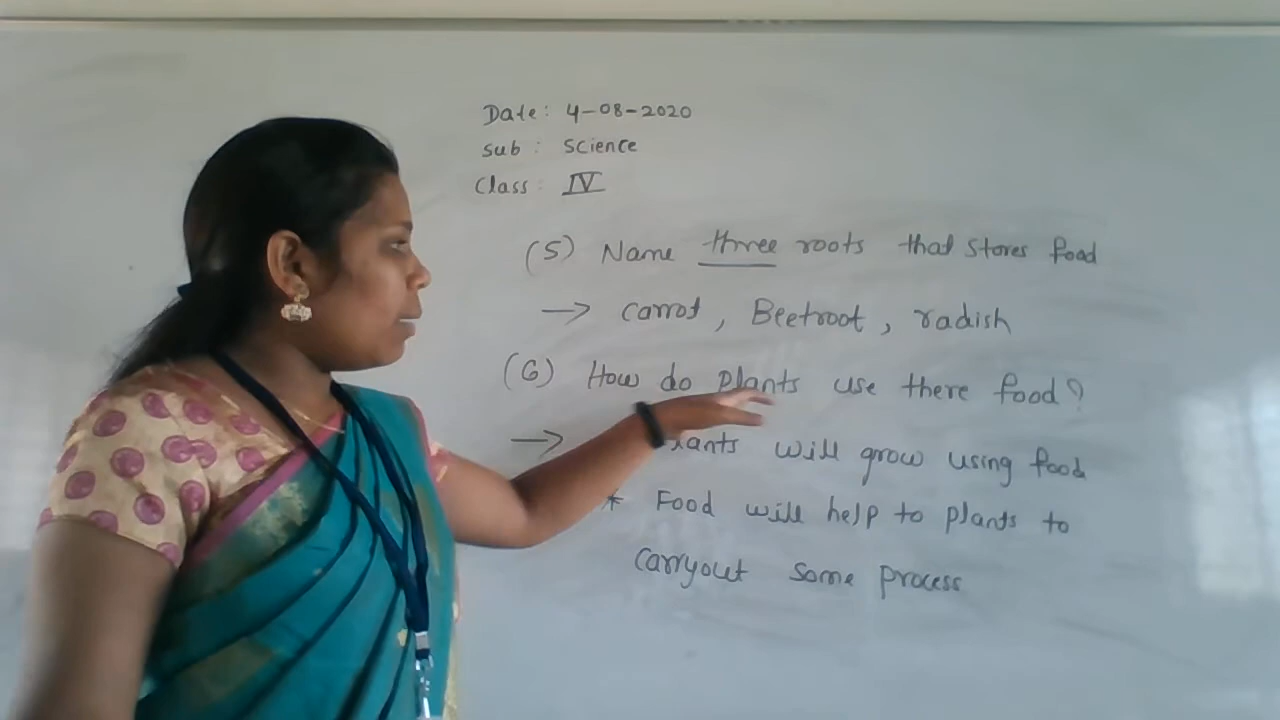 Date: 4-08-2020
Sub: Science
Class: IV
(5) Name three roots that stores food
→ carrot, Beetroot, radish
(6) How do plants use there food?
→ will grow using food
* Food will help to plants to
carryout some process